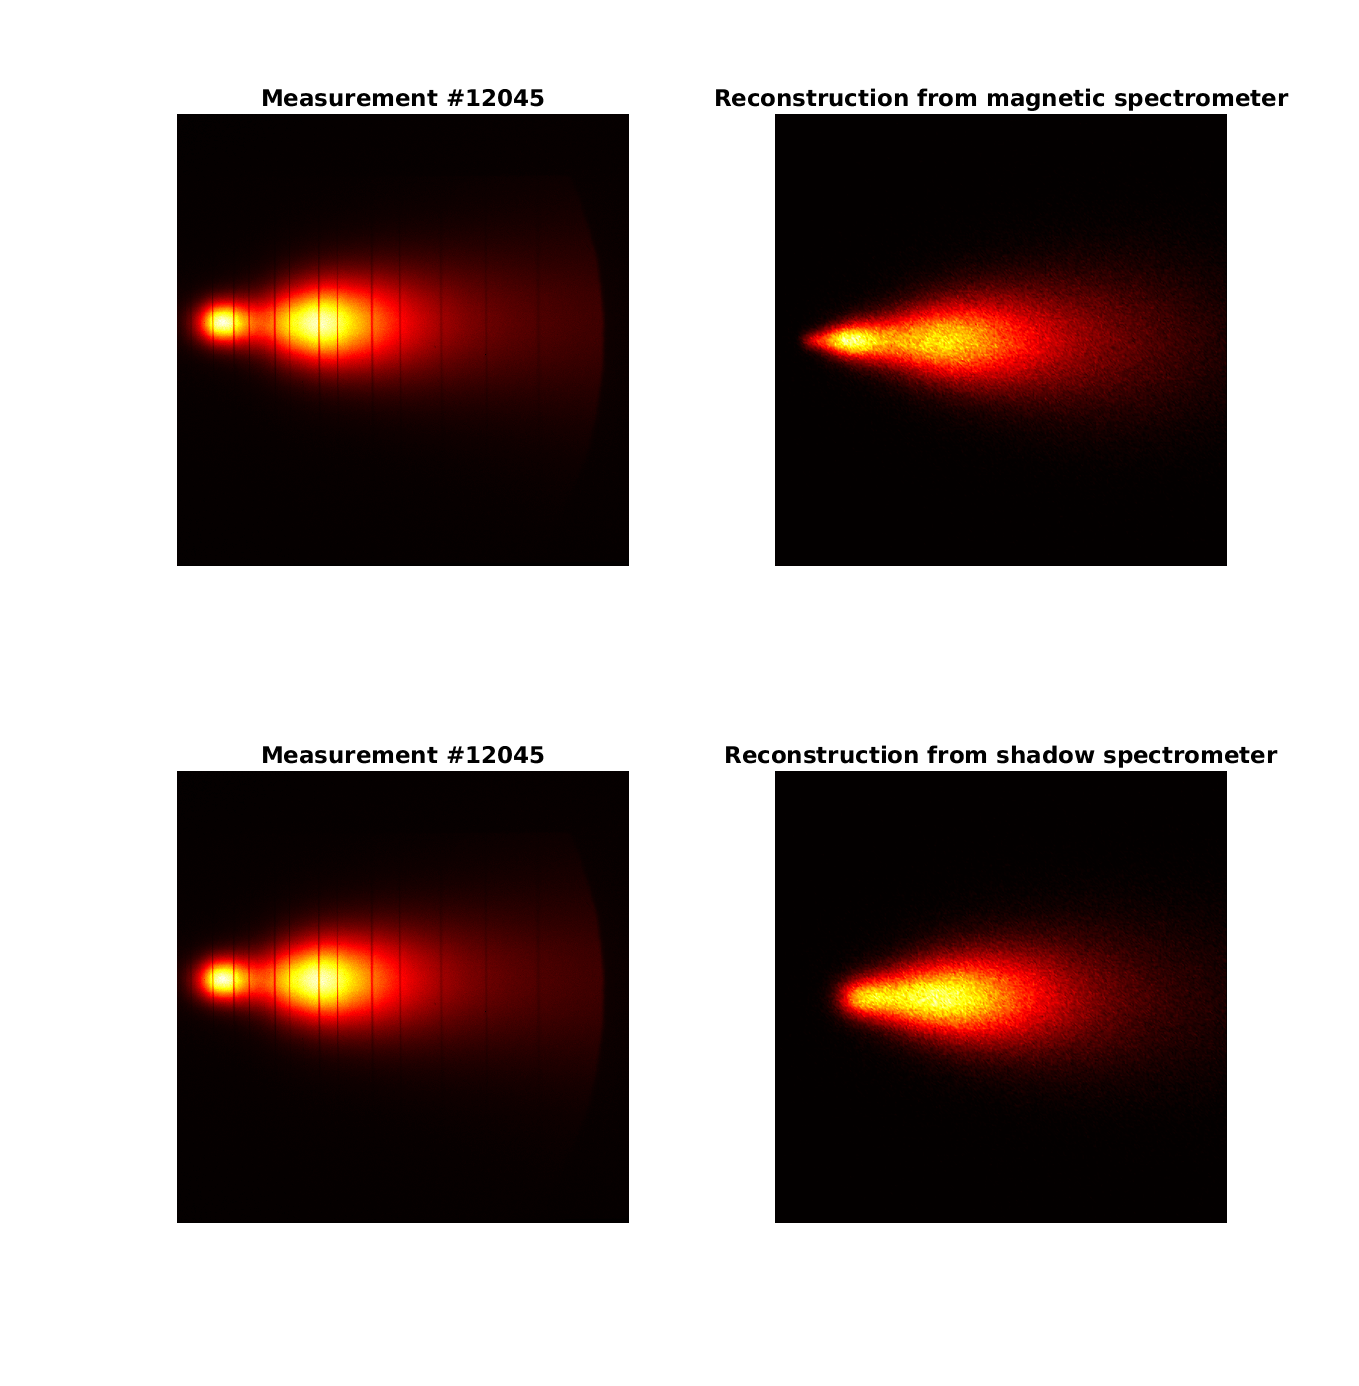 Measurement #12045
Reconstruction from magnetic spectrometer
Measurement #12045
Reconstruction from shadow spectrometer